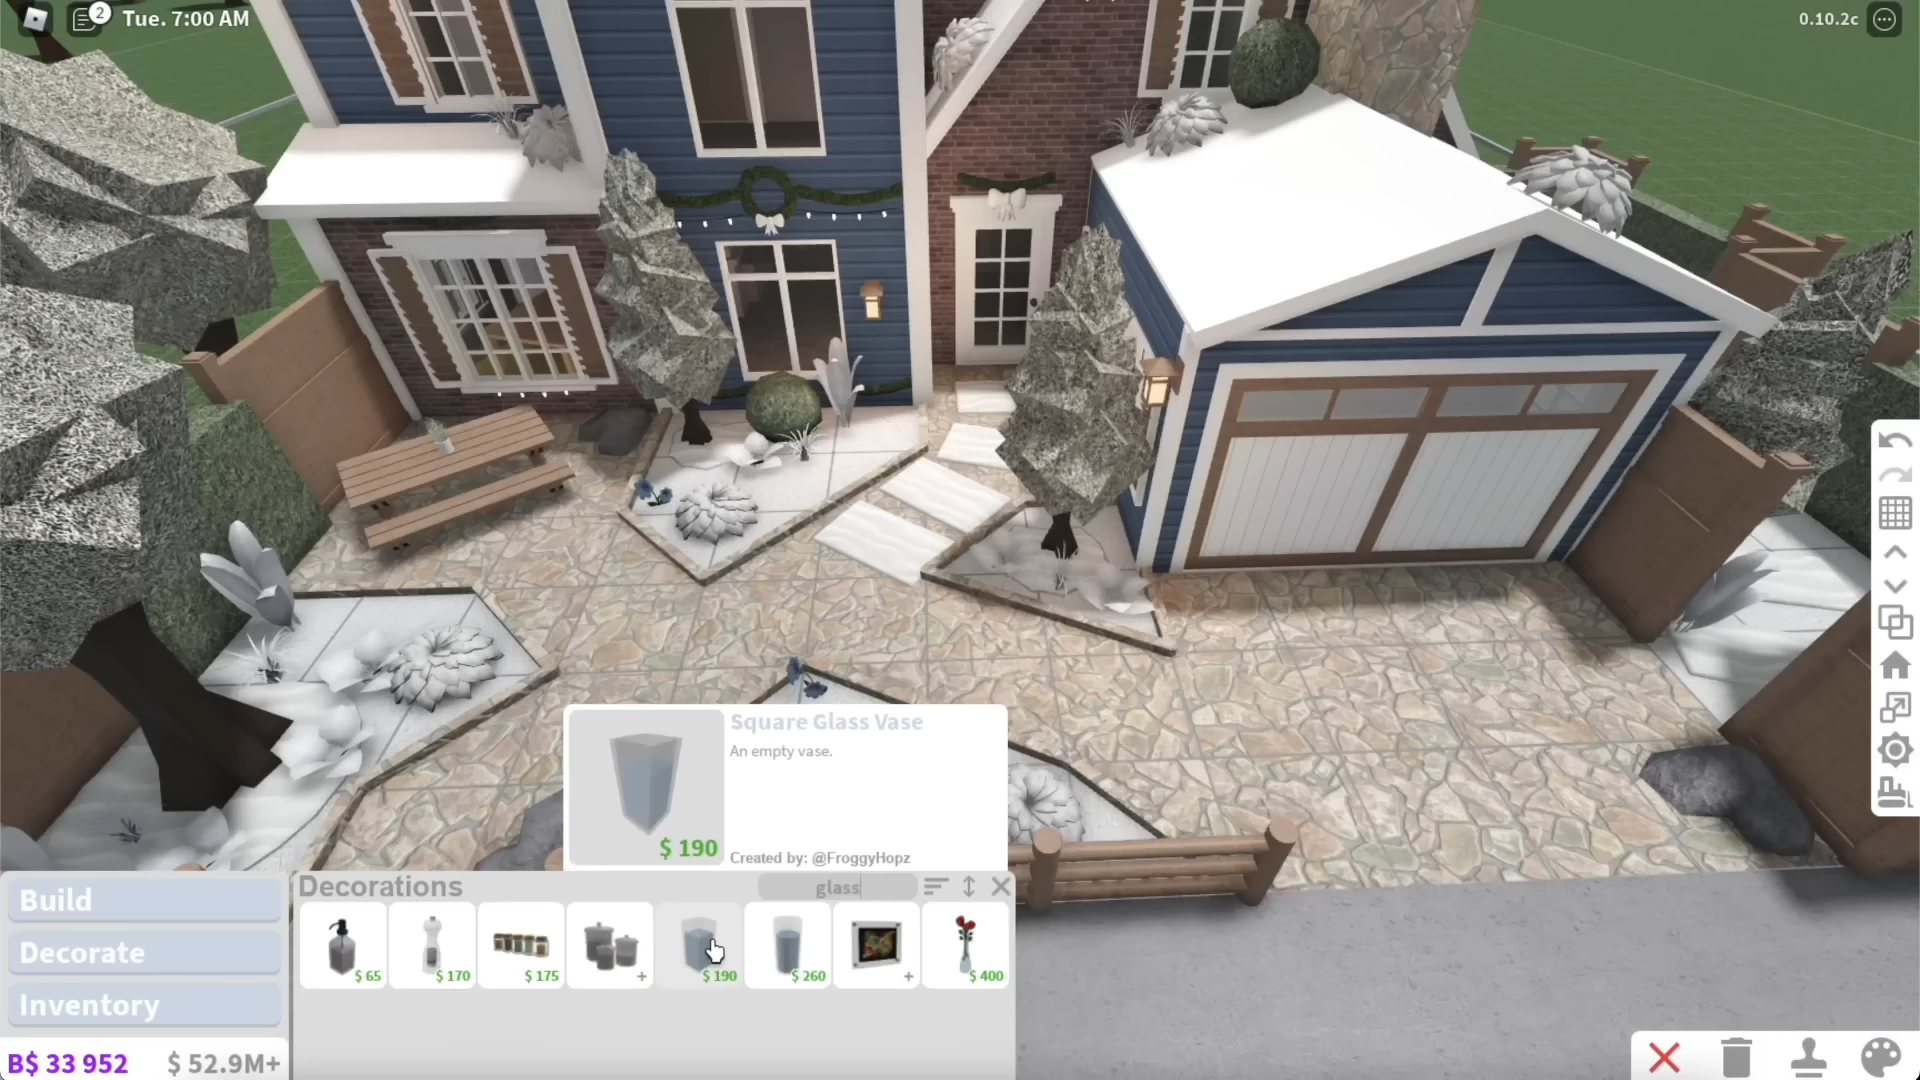 2
Tue. 7:00 AM
0.10.2c
Square Glass Vase
An empty vase.
$ 190
Created by: @FroggyHopz
Build
Decorate
Inventory
B$ 33 952
$ 52.9M+
Decorations
glass
$ 65
$ 170
$ 175
+
$ 190
$ 260
+
$ 400